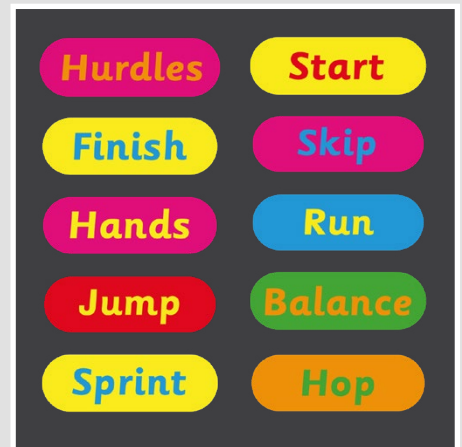 Hurdles
Start
Finish
Skip
Hands
Run
Jump
Balance
Sprint
Hop